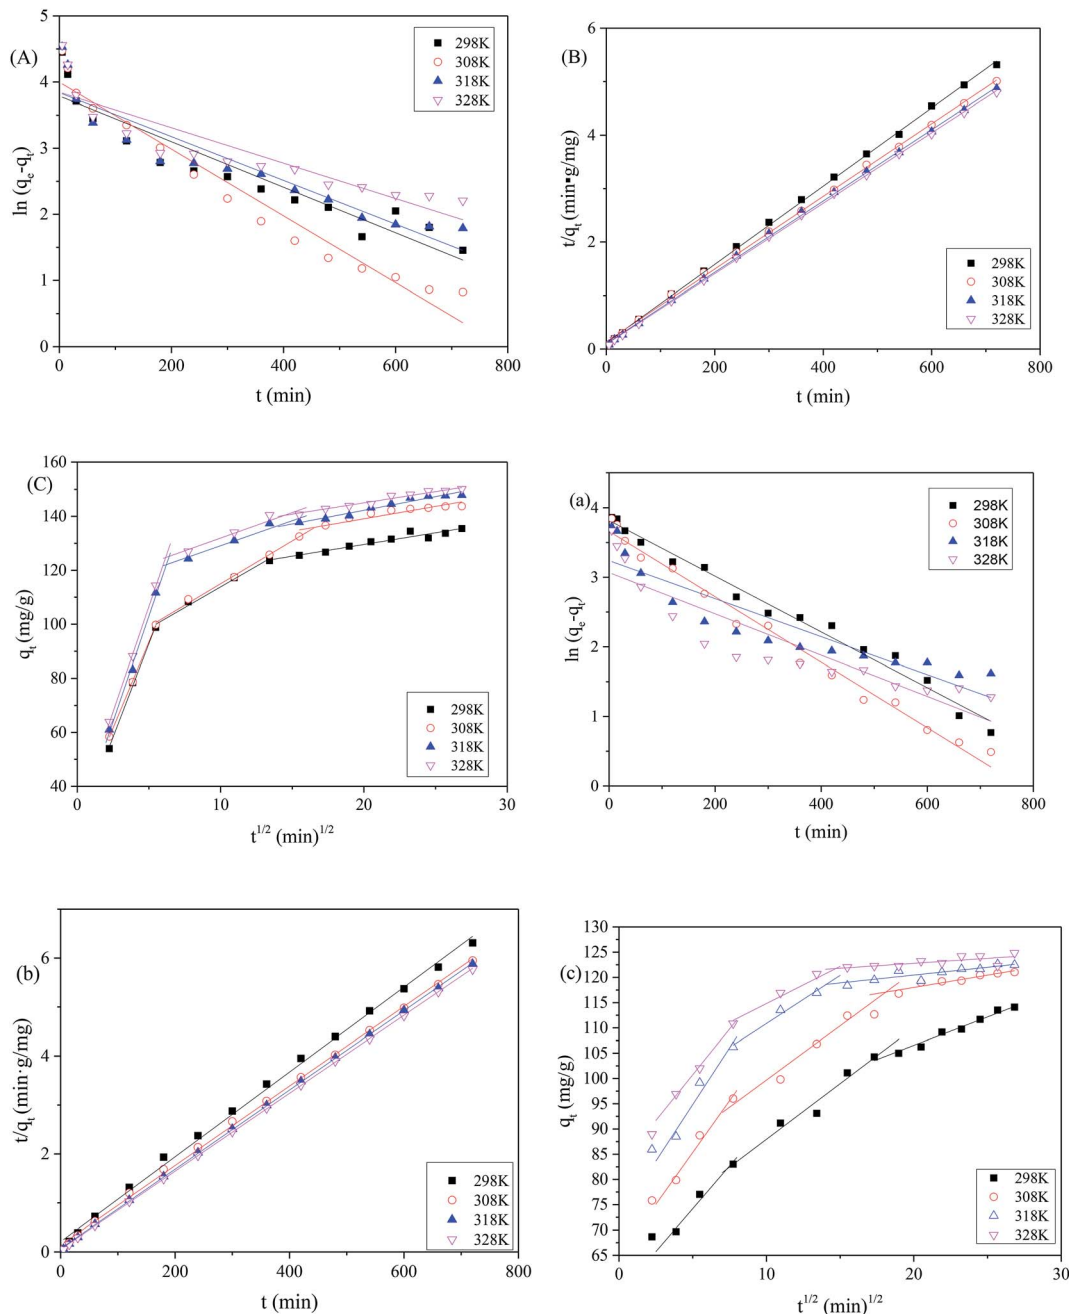 (A)
298K
308K
318K
328K
5
4
3
2
1
0
ln (qₑ-qₜ)
0 200 400 600 800
t (min)
(B)
298K
308K
318K
328K
6
4
2
0
t/qₜ (min▪g/mg)
0 200 400 600 800
t (min)
(C)
298K
308K
318K
328K
160
140
120
100
80
60
40
qₜ (mg/g)
0 10 20 30
t^1/2 (min)^1/2
(a)
298K
308K
318K
328K
4
3
2
1
0
ln (qₑ-qₜ)
0 200 400 600 800
t (min)
(b)
298K
308K
318K
328K
6
4
2
0
t/qₜ (min·g/mg)
0 200 400 600 800
t (min)
(c)
298K
308K
318K
328K
130
125
120
115
110
105
100
95
90
85
80
75
70
65
qₜ (mg/g)
0 10 20 30
t^1/2 (min)^1/2